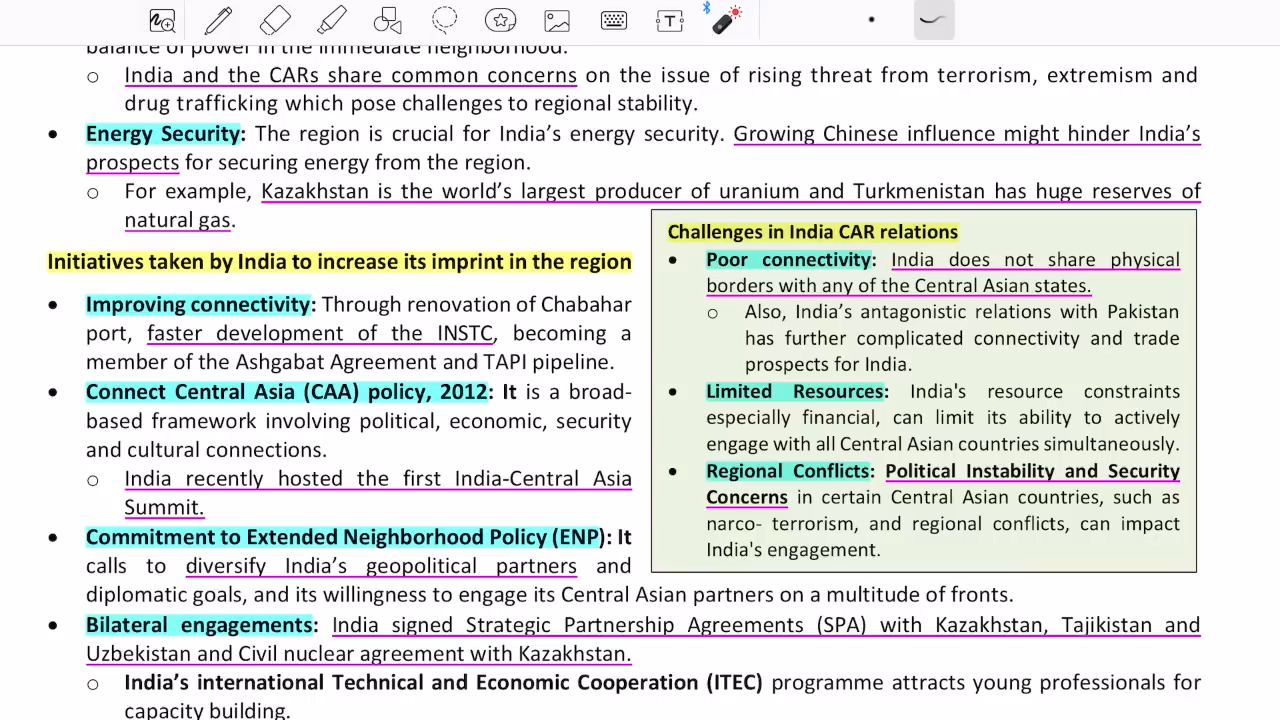 balance of power in the immediate neighborhood.
o India and the CARs share common concerns on the issue of rising threat from terrorism, extremism and
drug trafficking which pose challenges to regional stability.
• Energy Security: The region is crucial for India’s energy security. Growing Chinese influence might hinder India’s
prospects for securing energy from the region.
o For example, Kazakhstan is the world’s largest producer of uranium and Turkmenistan has huge reserves of
natural gas.
Initiatives taken by India to increase its imprint in the region
• Improving connectivity: Through renovation of Chabahar
port, faster development of the INSTC, becoming a
member of the Ashgabat Agreement and TAPI pipeline.
• Connect Central Asia (CAA) policy, 2012: It is a broad-
based framework involving political, economic, security
and cultural connections.
o India recently hosted the first India-Central Asia
Summit.
• Commitment to Extended Neighborhood Policy (ENP): It
calls to diversify India’s geopolitical partners and
diplomatic goals, and its willingness to engage its Central Asian partners on a multitude of fronts.
Challenges in India CAR relations
• Poor connectivity: India does not share physical
borders with any of the Central Asian states.
o Also, India’s antagonistic relations with Pakistan
has further complicated connectivity and trade
prospects for India.
• Limited Resources: India's resource constraints
especially financial, can limit its ability to actively
engage with all Central Asian countries simultaneously.
• Regional Conflicts: Political Instability and Security
Concerns in certain Central Asian countries, such as
narco- terrorism, and regional conflicts, can impact
India's engagement.
• Bilateral engagements: India signed Strategic Partnership Agreements (SPA) with Kazakhstan, Tajikistan and
Uzbekistan and Civil nuclear agreement with Kazakhstan.
o India’s international Technical and Economic Cooperation (ITEC) programme attracts young professionals for
capacity building.